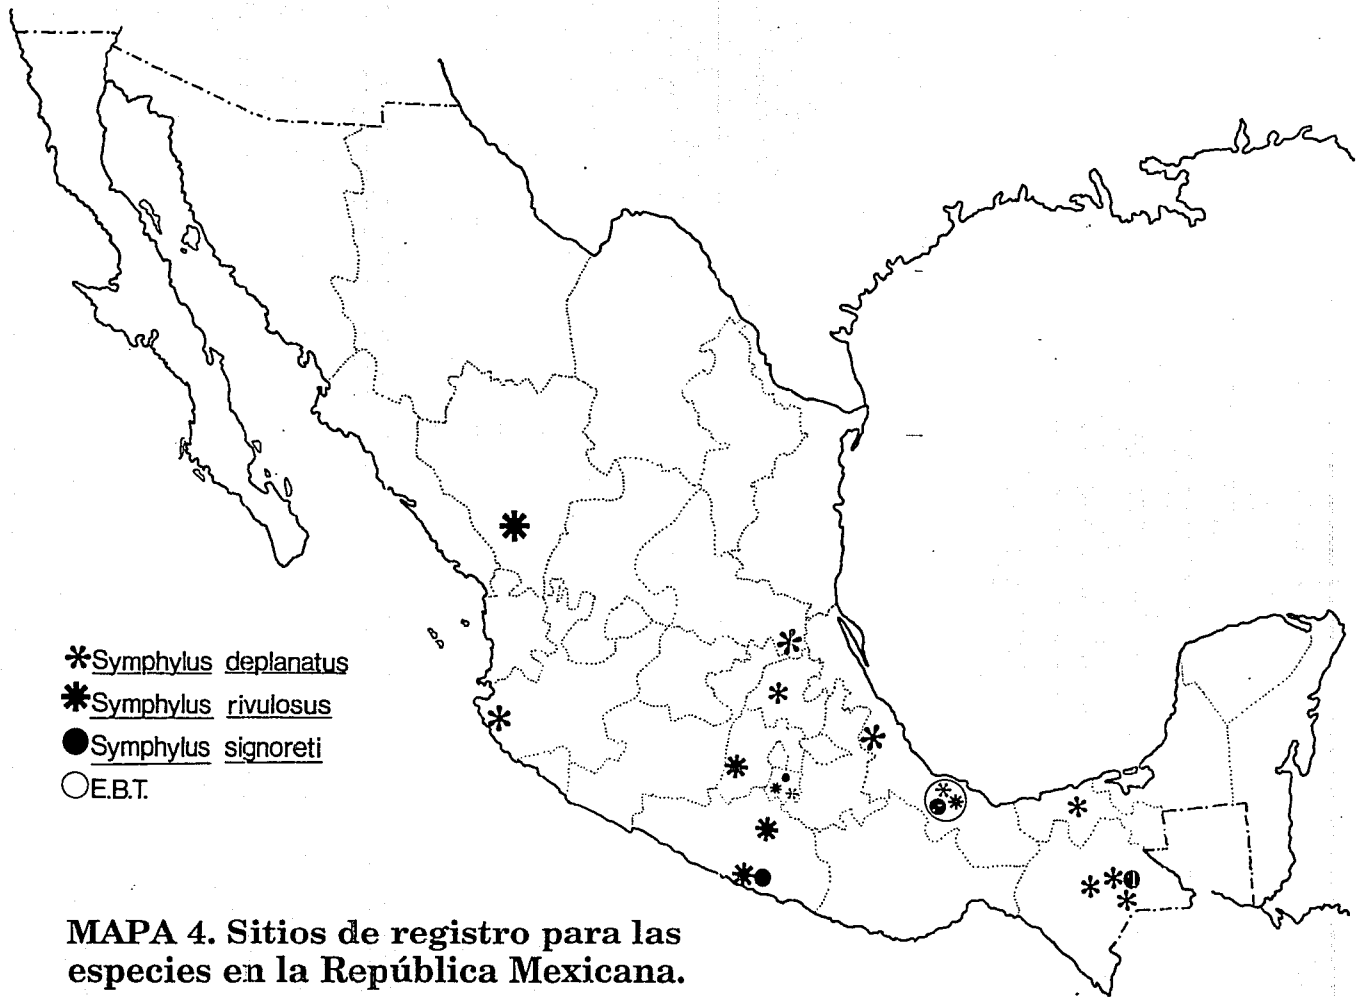 Symphylus deplanatus
Symphylus rivulosus
Symphylus signoreti
E.B.T.
MAPA 4. Sitios de registro para las
especies en la República Mexicana.